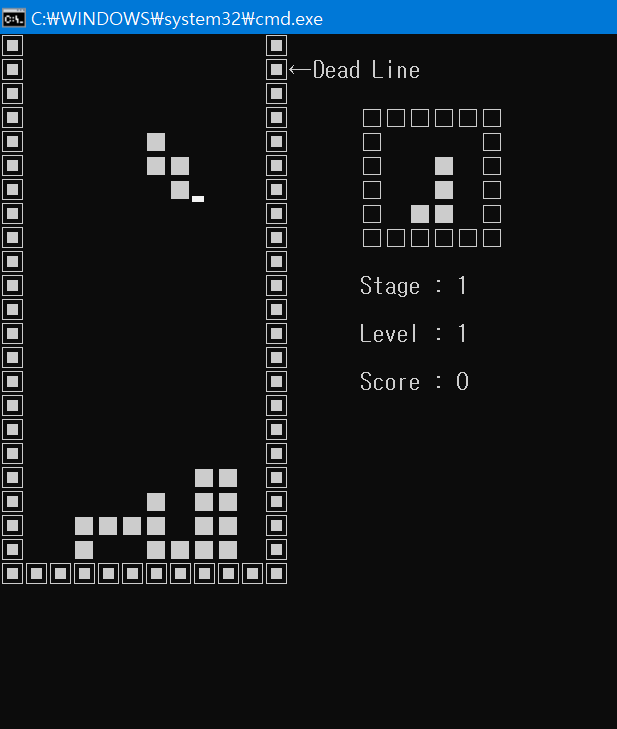 C:₩WINDOWS₩system32₩cmd.exe
←Dead Line
Stage : 1
Level : 1
Score : 0